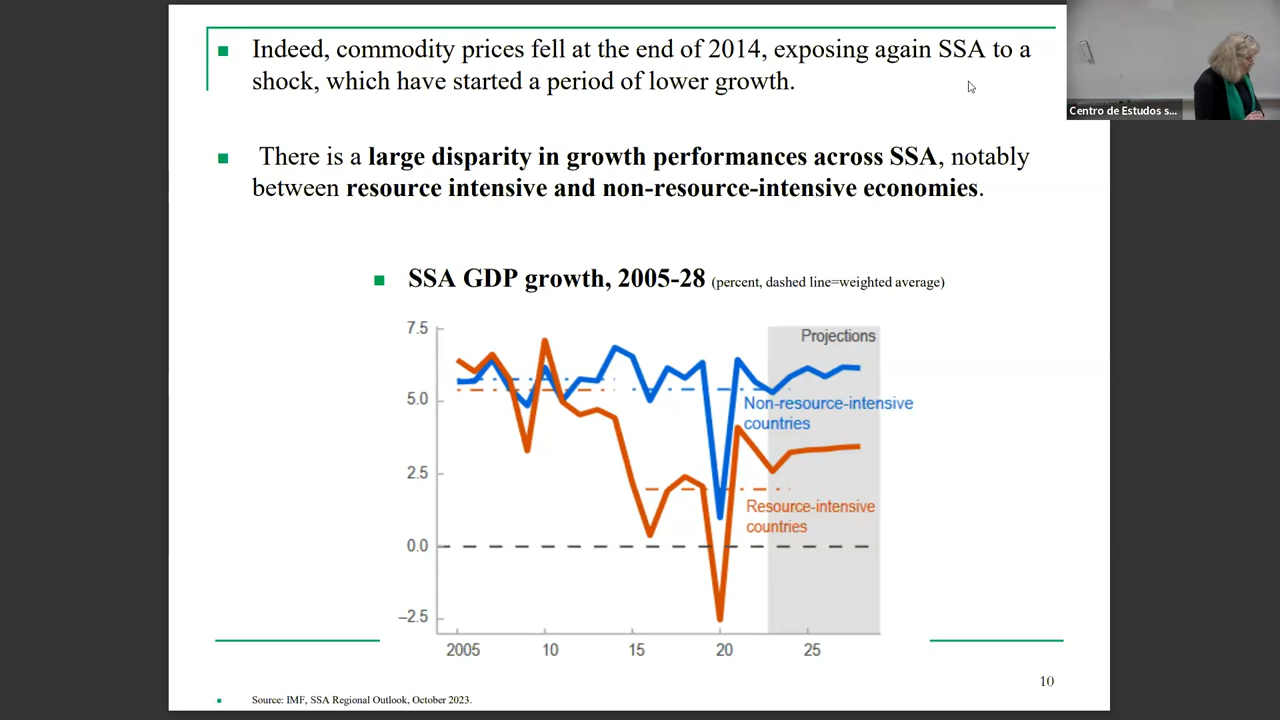 Indeed, commodity prices fell at the end of 2014, exposing again SSA to a
shock, which have started a period of lower growth.
Centro de Estudos s...
There is a large disparity in growth performances across SSA, notably
between resource intensive and non-resource-intensive economies.
SSA GDP growth, 2005-28 (percent, dashed line=weighted average)
7.5
Projections
5.0
Non-resource-intensive
countries
2.5
Resource-intensive
countries
0.0
−2.5
2005 10 15 20 25
10
Source: IMF, SSA Regional Outlook, October 2023.